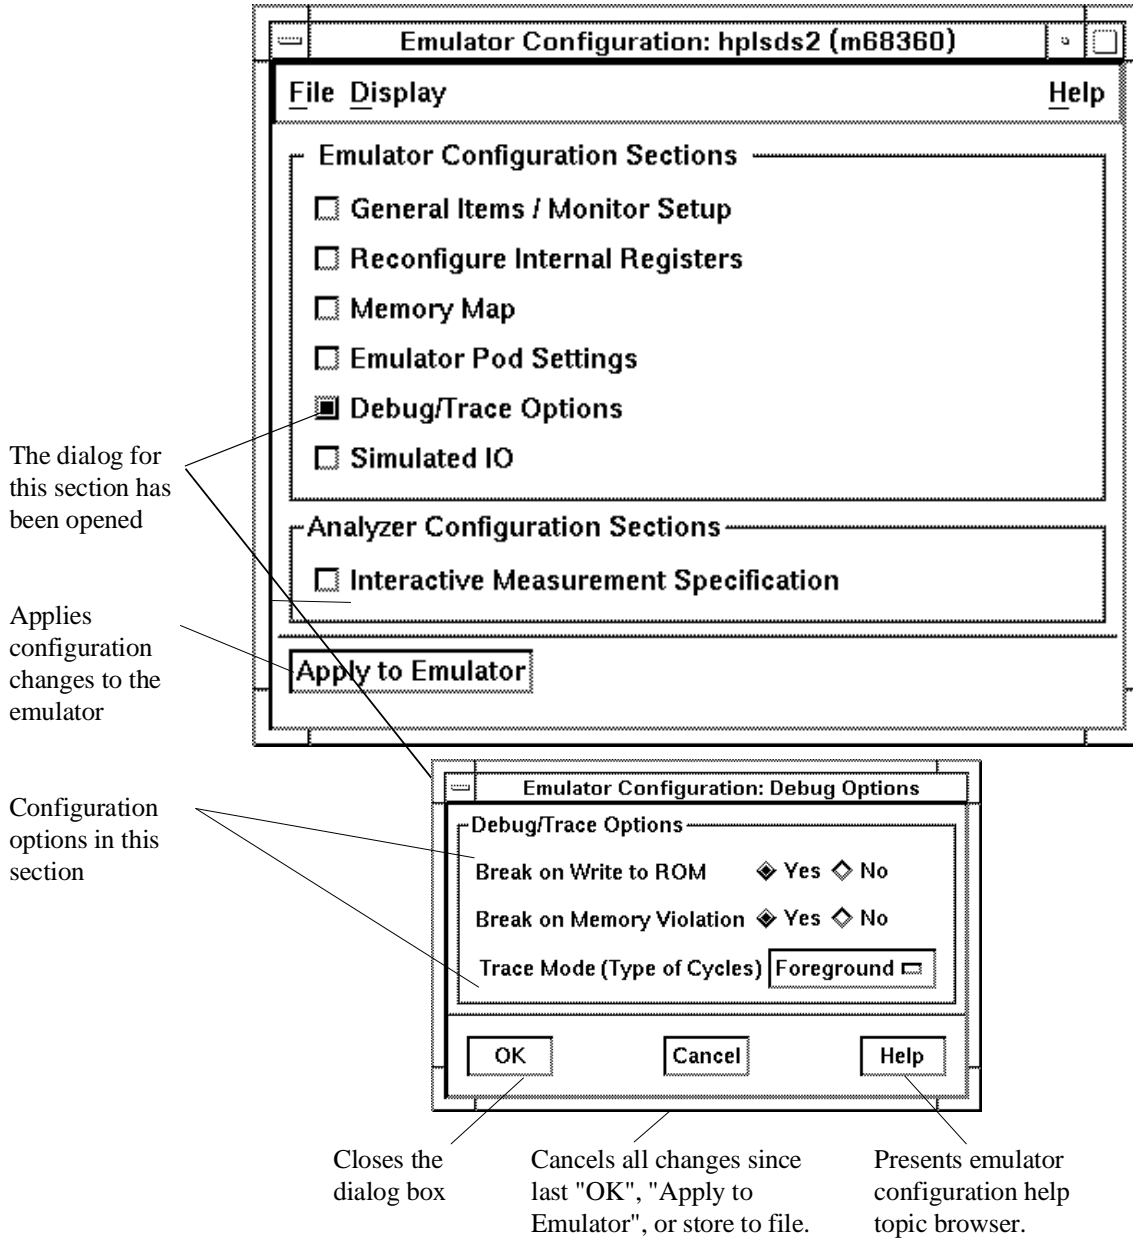 Emulator Configuration: hplsds2 (m68360)
File Display Help
Emulator Configuration Sections
General Items / Monitor Setup
Reconfigure Internal Registers
Memory Map
Emulator Pod Settings
Debug/Trace Options
Simulated IO
The dialog for
this section has
been opened
Analyzer Configuration Sections
Interactive Measurement Specification
Applies
configuration
changes to the
emulator
Apply to Emulator
Emulator Configuration: Debug Options
Configuration
options in this
section
Debug/Trace Options
Break on Write to ROM Yes No
Break on Memory Violation Yes No
Trace Mode (Type of Cycles) Foreground
OK Cancel Help
Closes the
dialog box
Cancels all changes since
last "OK", "Apply to
Emulator", or store to file.
Presents emulator
configuration help
topic browser.